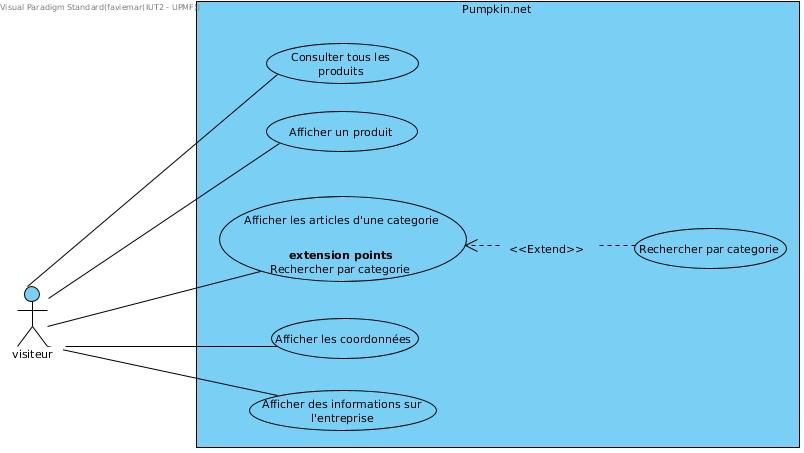 Visual Paradigm Standard(faviemar(IUT2 - UPMF))
Pumpkin.net
Consulter tous les
produits
Afficher un produit
Afficher les articles d'une categorie
extension points
Rechercher par categorie
<<Extend>>
Rechercher par categorie
Afficher les coordonnées
Afficher des informations sur
l'entreprise
visiteur